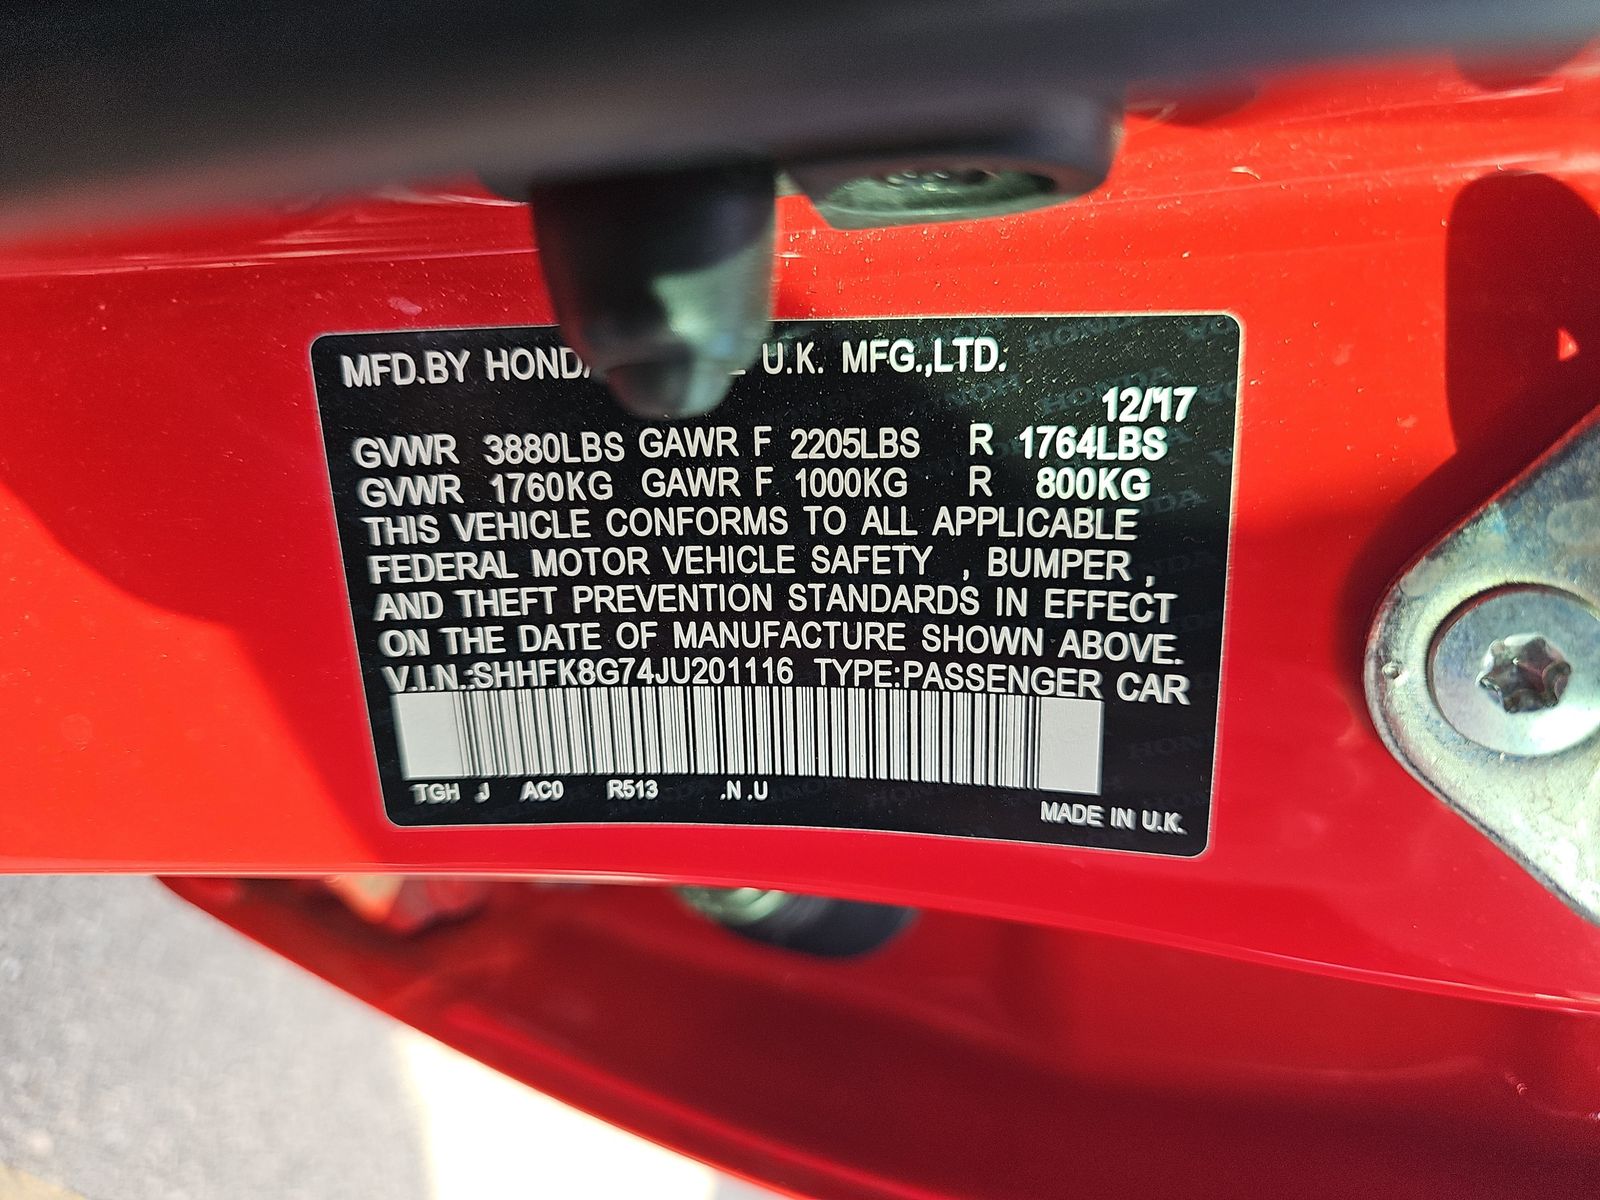 MFD.BY HONDA U.K. MFG.,LTD.
12/17
GVWR 3880LBS GAWR F 2205LBS R 1764LBS
GVWR 1760KG GAWR F 1000KG R 800KG
THIS VEHICLE CONFORMS TO ALL APPLICABLE
FEDERAL MOTOR VEHICLE SAFETY , BUMPER ,
AND THEFT PREVENTION STANDARDS IN EFFECT
ON THE DATE OF MANUFACTURE SHOWN ABOVE.
V.I.N.:SHHFK8G74JU201116 TYPE:PASSENGER CAR
TGH J AC0 R513 .N .U
MADE IN U.K.